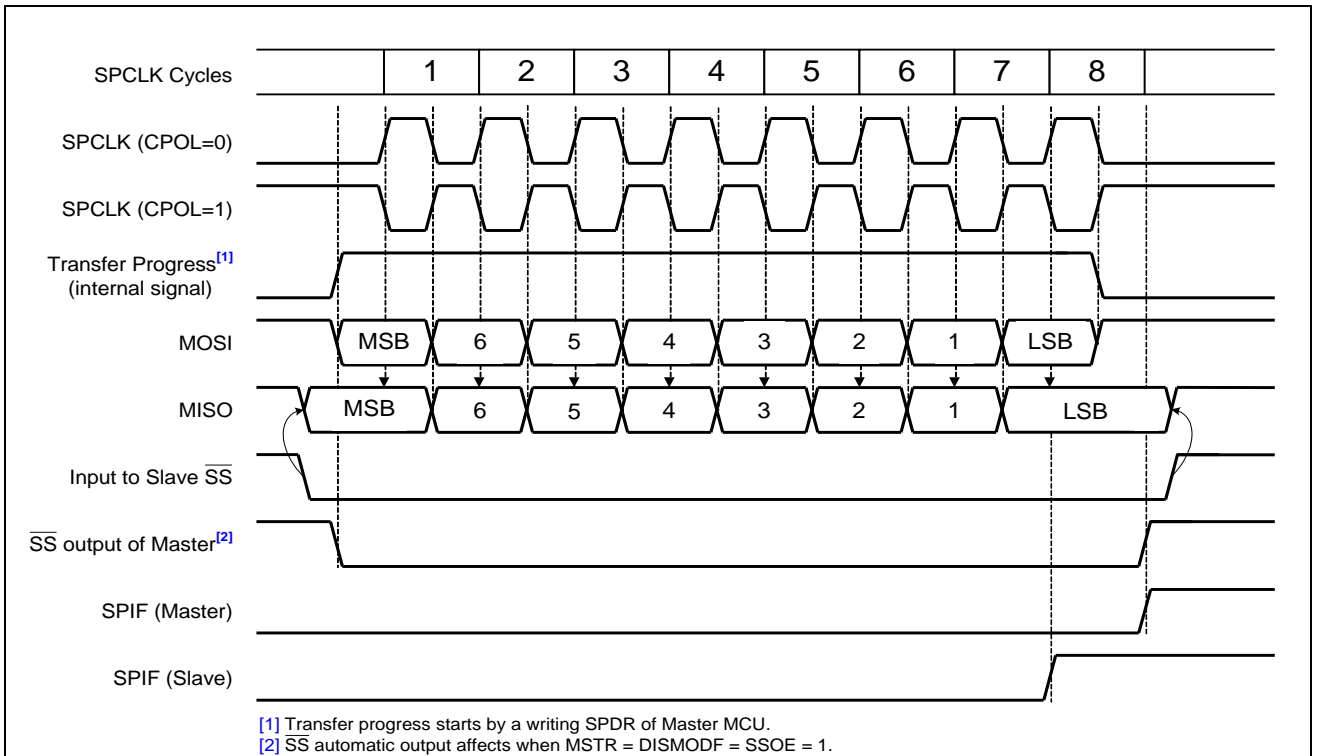 SPCLK Cycles 1 2 3 4 5 6 7 8
SPCLK (CPOL=0)
SPCLK (CPOL=1)
Transfer Progress[1]
(internal signal)
MOSI MSB 6 5 4 3 2 1 LSB
MISO MSB 6 5 4 3 2 1 LSB
Input to Slave S̅S̅
S̅S̅ output of Master[2]
SPIF (Master)
SPIF (Slave)
[1] Transfer progress starts by a writing SPDR of Master MCU.
[2] S̅S̅ automatic output affects when MSTR = DISMODF = SSOE = 1.